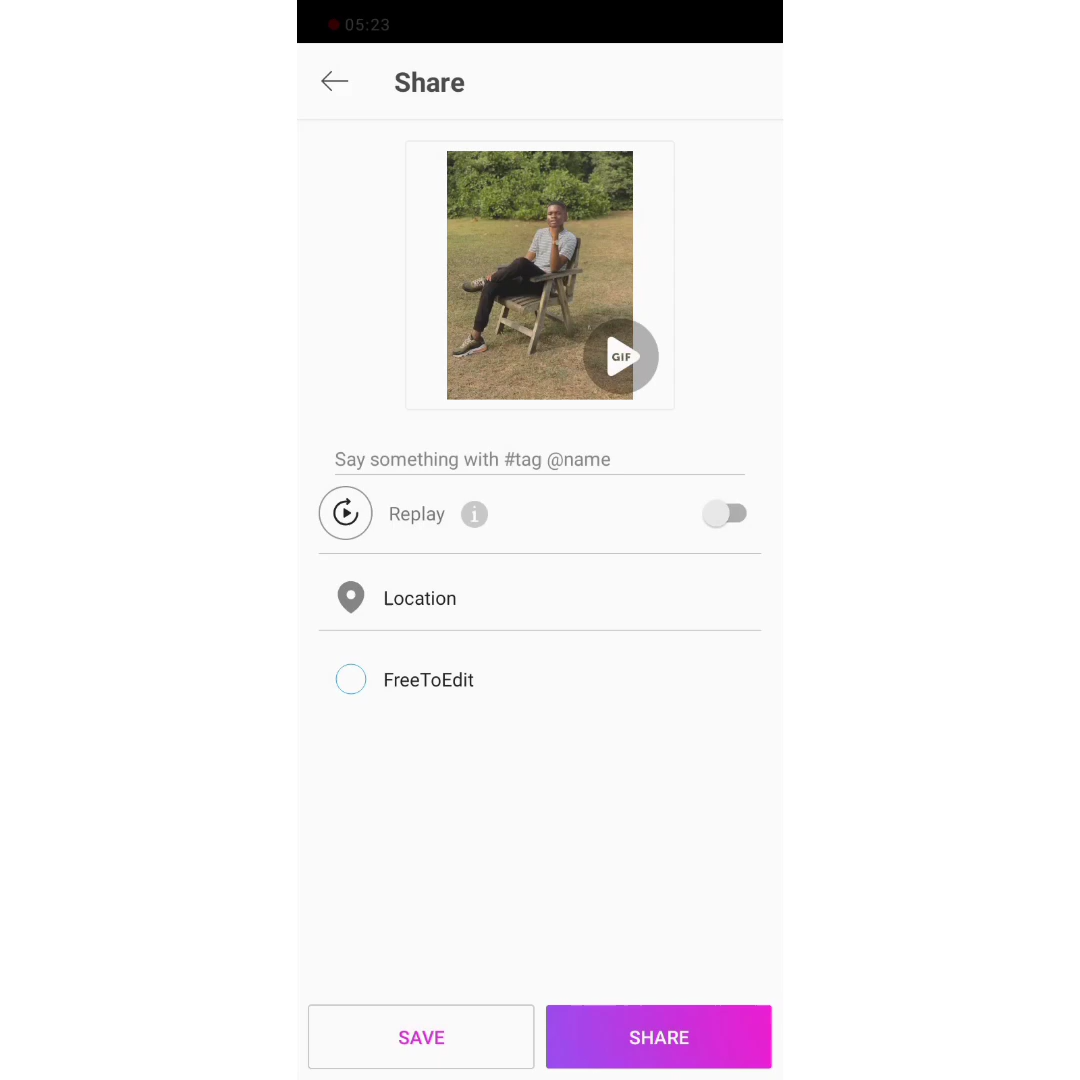 05:23
Share
GIF
Say something with #tag @name
Replay
Location
FreeToEdit
SAVE
SHARE